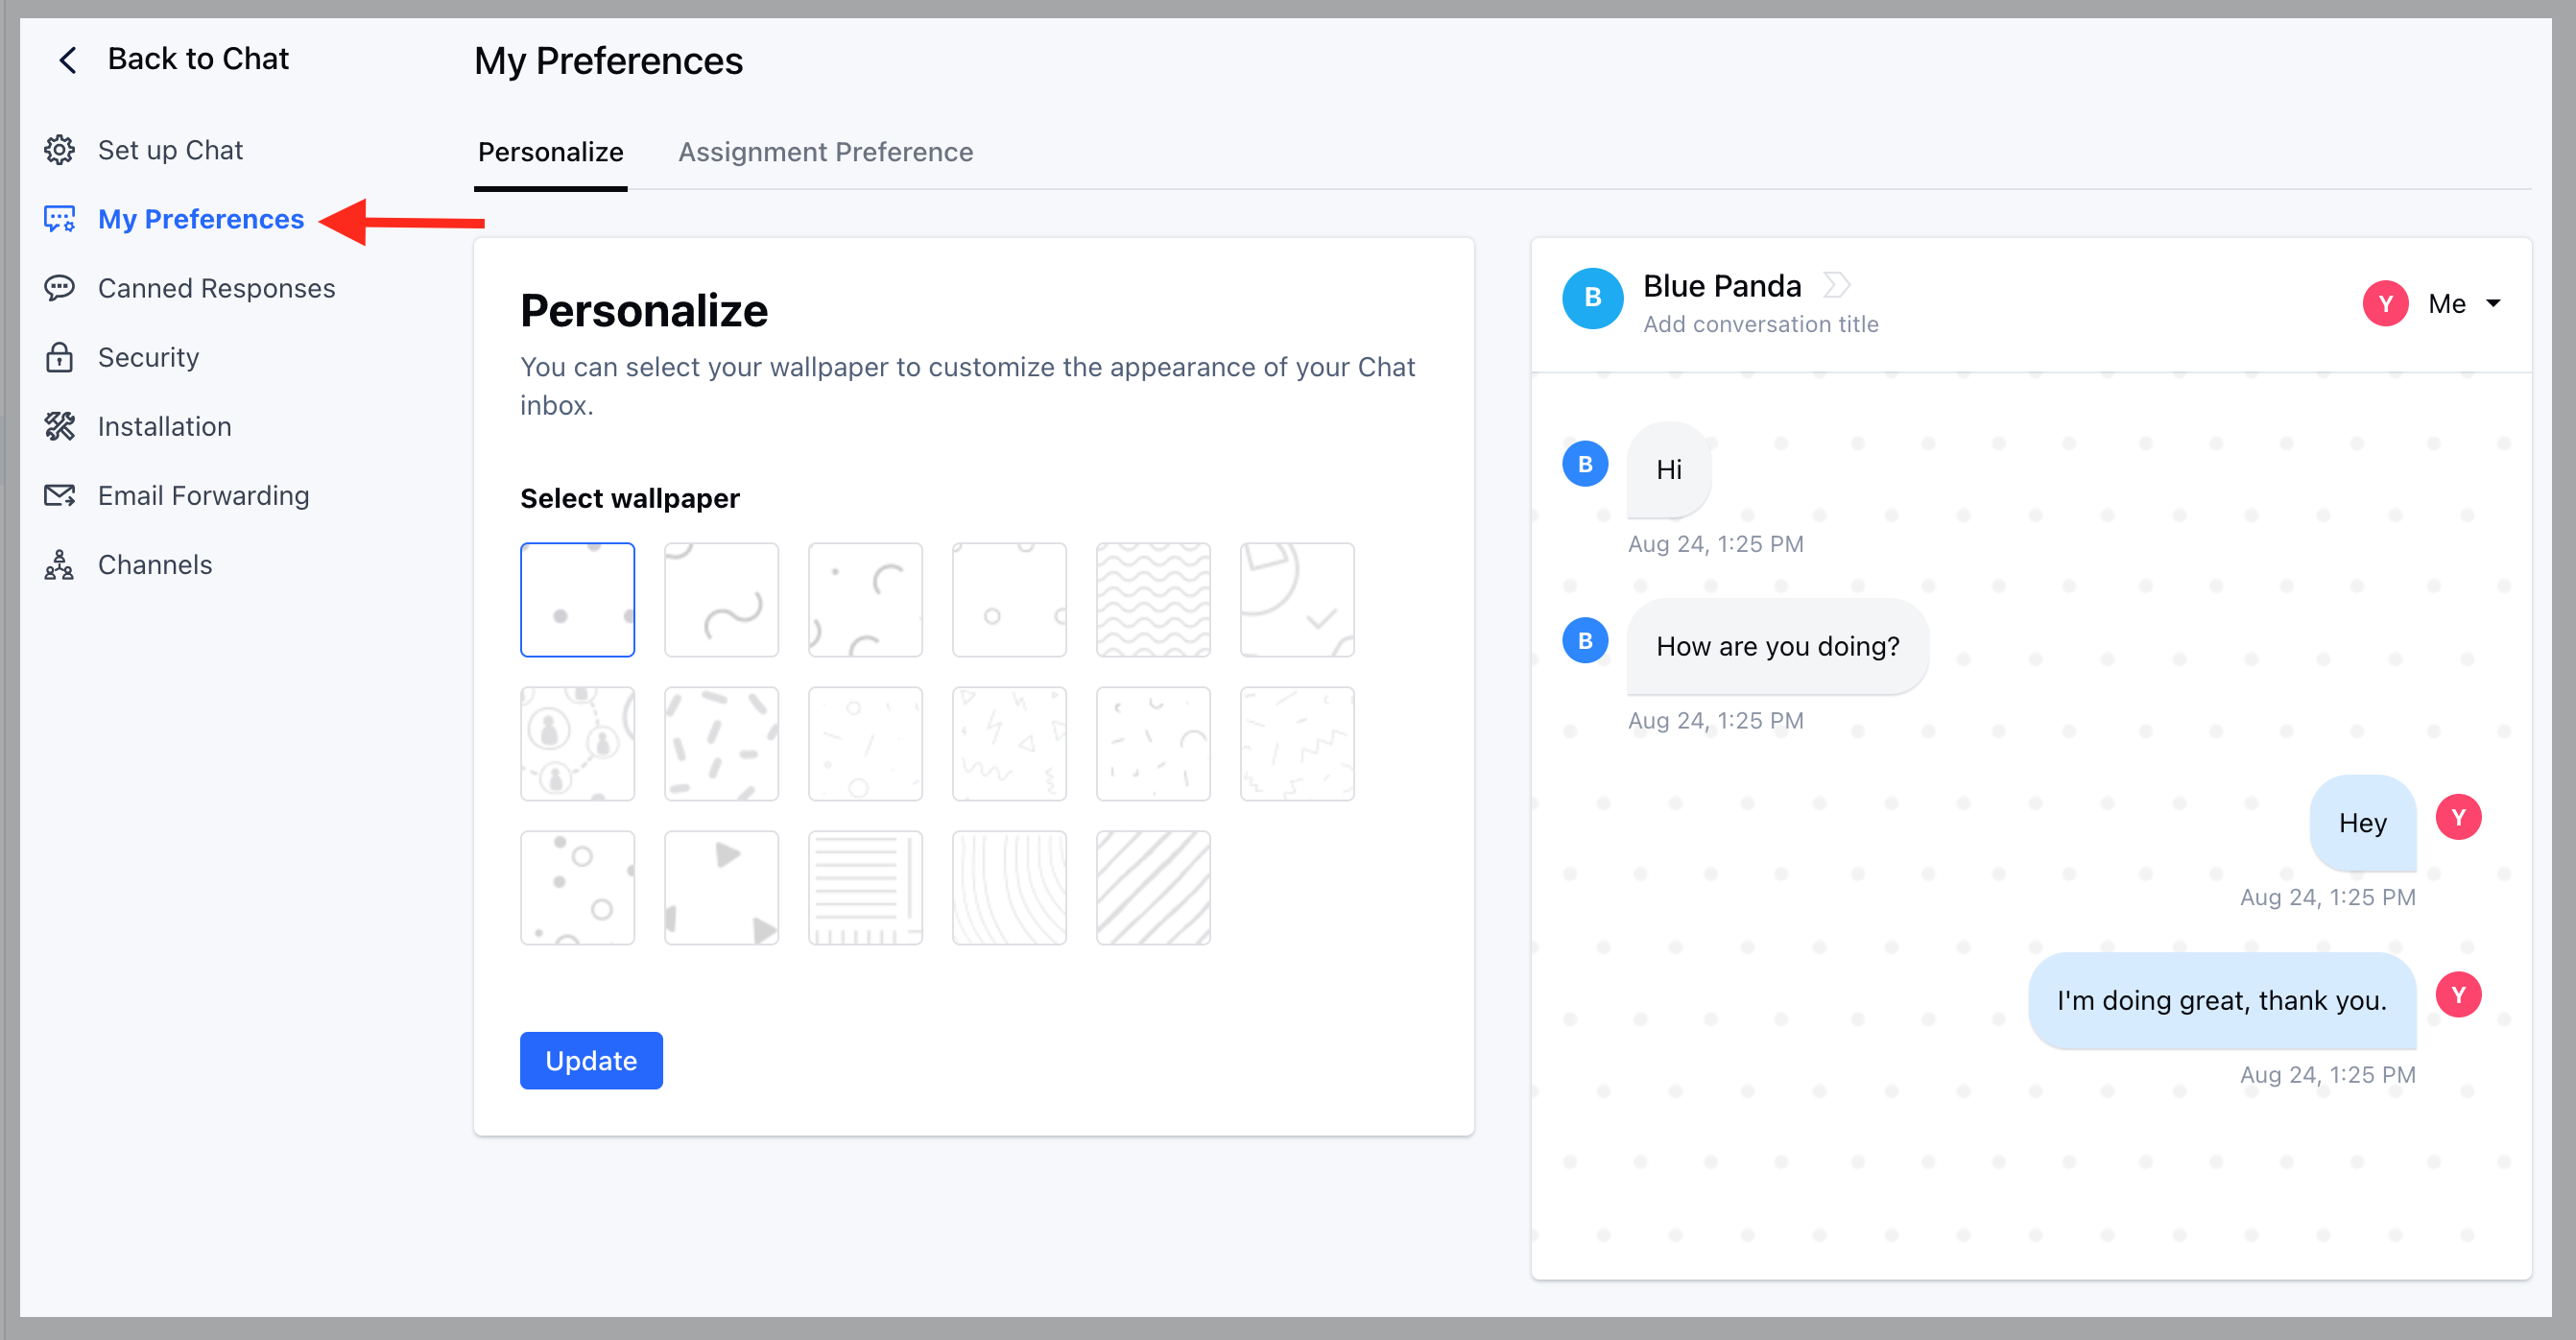 Back to Chat
Set up Chat
My Preferences
Canned Responses
Security
Installation
Email Forwarding
Channels
My Preferences
Personalize
Assignment Preference
Personalize
You can select your wallpaper to customize the appearance of your Chat
inbox.
Select wallpaper
Update
B
Blue Panda
Add conversation title
Y
Me
B
Hi
Aug 24, 1:25 PM
B
How are you doing?
Aug 24, 1:25 PM
Hey
Y
Aug 24, 1:25 PM
I'm doing great, thank you.
Y
Aug 24, 1:25 PM